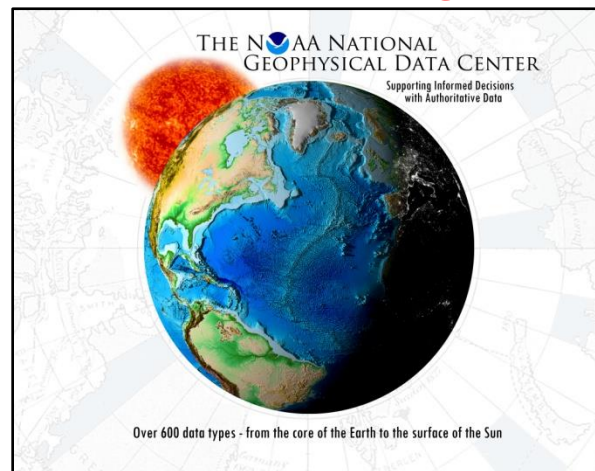 THE NOAA NATIONAL
GEOPHYSICAL DATA CENTER
Supporting Informed Decisions
with Authoritative Data
Over 600 data types - from the core of the Earth to the surface of the Sun